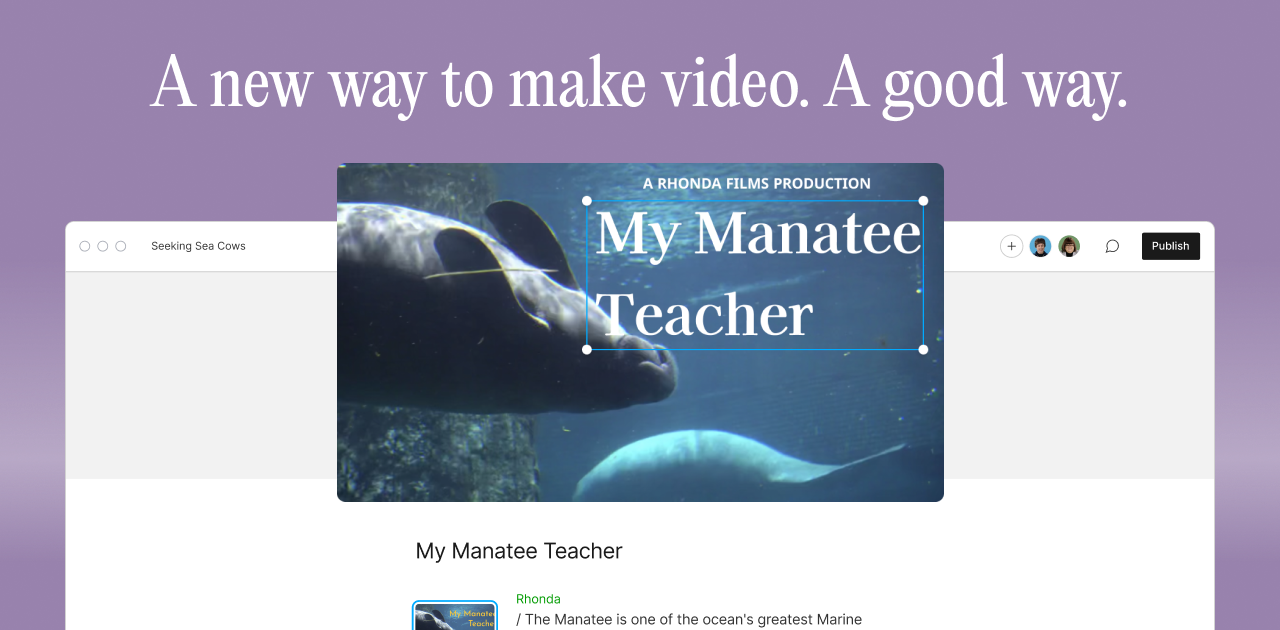 A new way to make video. A good way.
Seeking Sea Cows
Publish
A RHONDA FILMS PRODUCTION
My Manatee
Teacher
My Manatee Teacher
Rhonda
/ The Manatee is one of the ocean's greatest Marine
My Manatee
Teacher